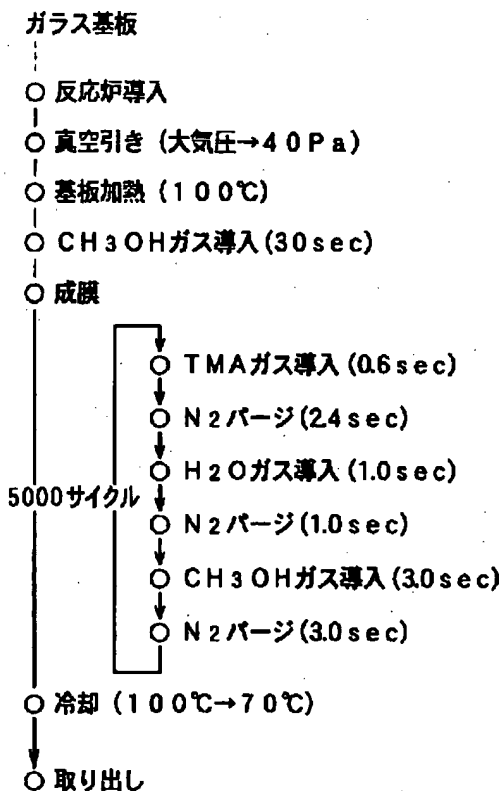 ガラス基板
反応炉導入
真空引き (大気圧→40Pa)
基板加熱 (100℃)
CH3OHガス導入(30sec)
成膜
TMAガス導入(0.6sec)
N2パージ(2.4sec)
H2Oガス導入(1.0sec)
5000サイクル
N2パージ(1.0sec)
CH3OHガス導入(3.0sec)
N2パージ(3.0sec)
冷却 (100℃→70℃)
取り出し